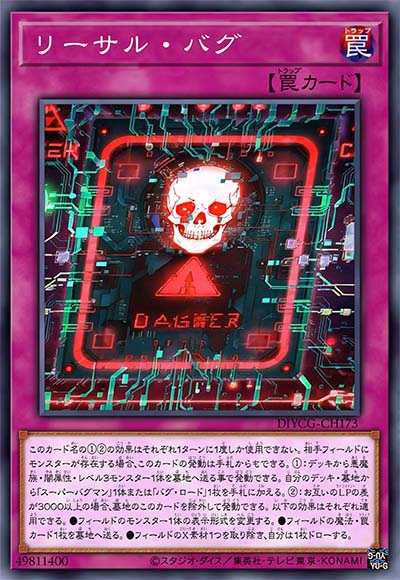 リーサル・バグ
トラップ
罠
トラップ
【罠カード】
DANGER
DIYCG-CH173
このカード名の①②の効果はそれぞれ1ターンに1度しか使用できない。相手フィールドに
モンスターが存在する場合、このカードの発動は手札からもできる。①:デッキから悪魔
族・闇属性・レベル3モンスター1体を墓地へ送る事で発動できる。自分のデッキ・墓地か
ら「スーパーバグマン」1体または「バグ・ロード」1枚を手札に加える。②:お互いのLPの差
が3000以上の場合、墓地のこのカードを除外して発動できる。以下の効果はそれぞれ適
用できる。●フィールドのモンスター1体の表示形式を変更する。●フィールドの魔法・罠
カード1枚を墓地へ送る。●フィールドのX素材1つを取り除き、自分は1枚ドローする。
49811400
©スタジオ・ダイス/集英社・テレビ東京・KONAMI